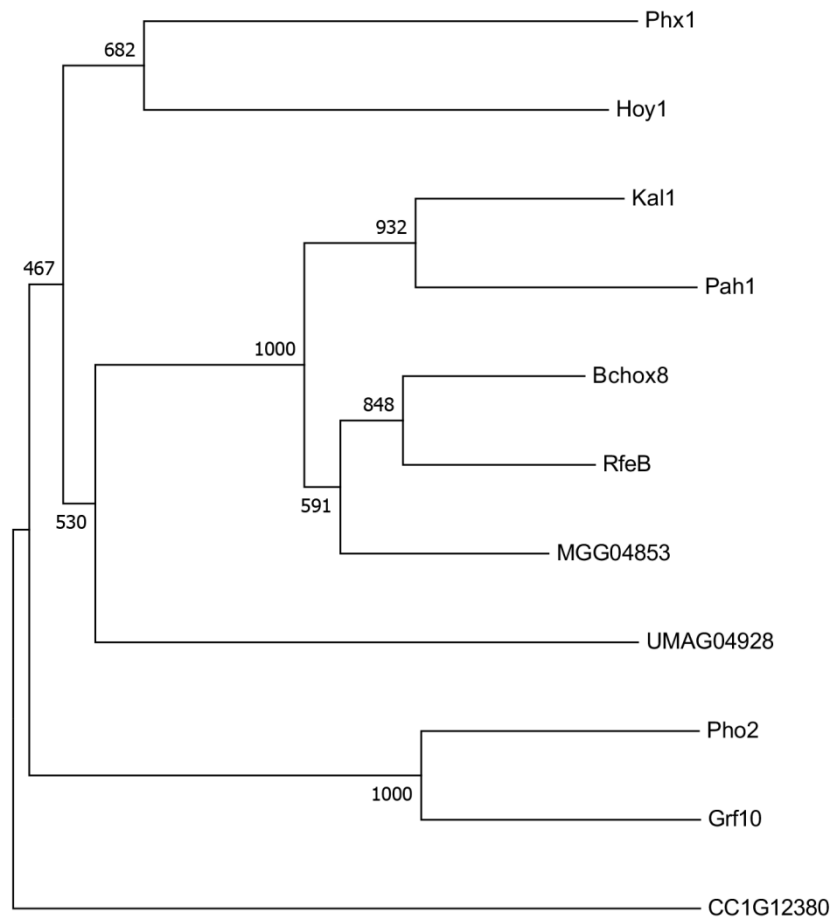 Phx1
682
Hoy1
Kal1
932
467
Pah1
1000
Bchox8
848
RfeB
591
530
MGG04853
UMAG04928
Pho2
1000
Grf10
CC1G12380